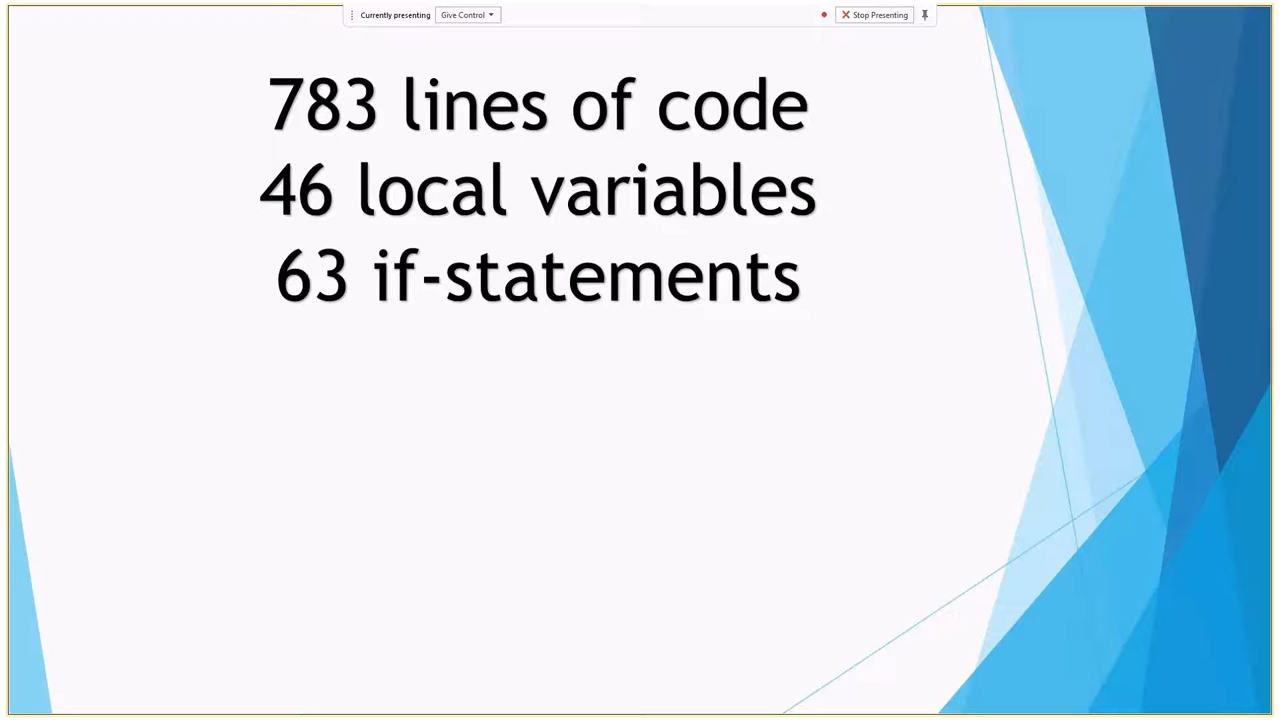 Currently presenting Give Control Stop Presenting
783 lines of code
46 local variables
63 if-statements